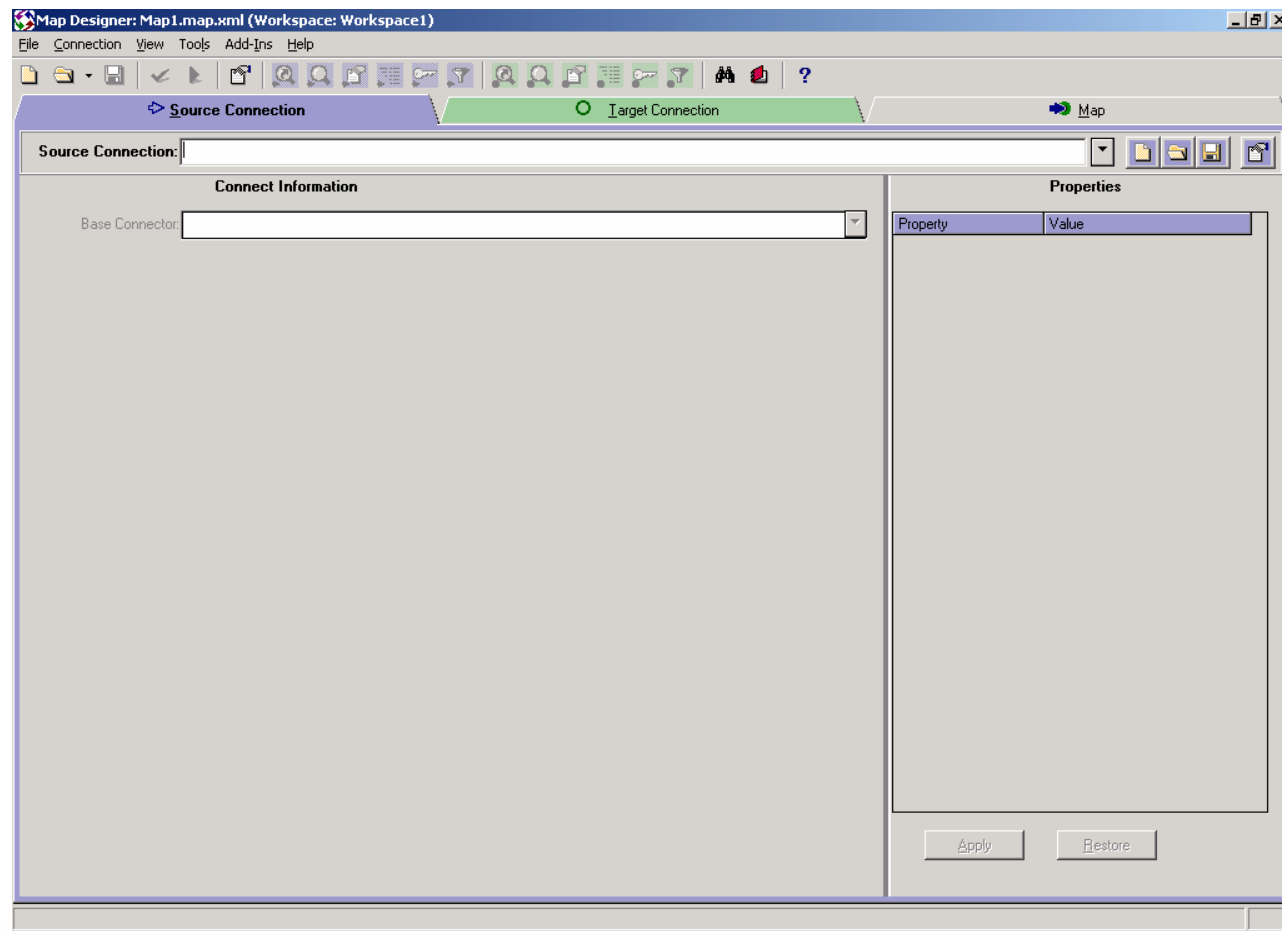 Map Designer: Map1.map.xml (Workspace: Workspace1)
File Connection View Tools Add-Ins Help
?
Source Connection Target Connection Map
Source Connection:
Connect Information Properties
Base Connector: Property Value
Apply Restore